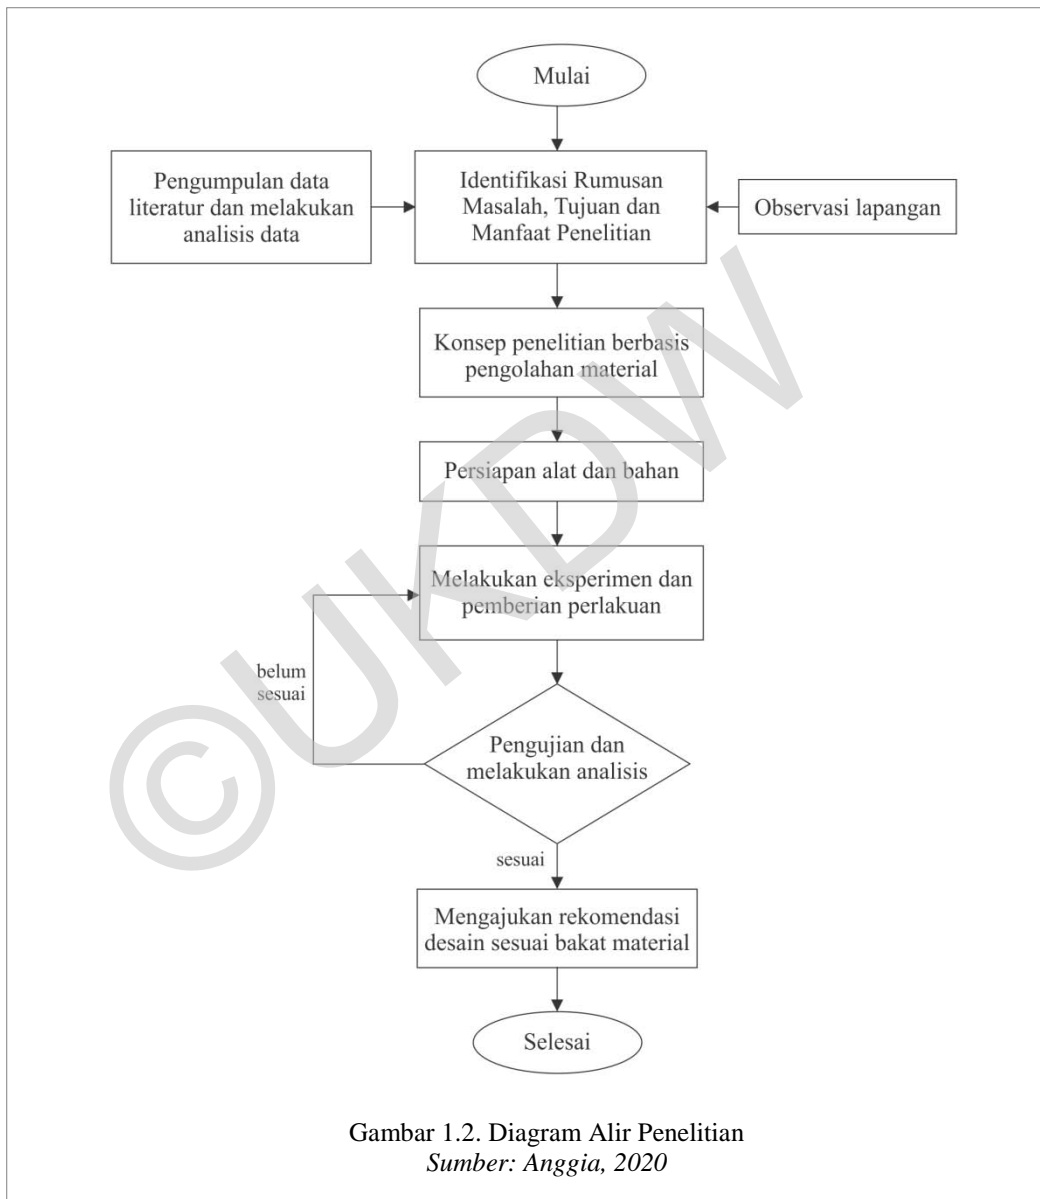 Mulai
Pengumpulan data
literatur dan melakukan
analisis data
Identifikasi Rumusan
Masalah, Tujuan dan
Manfaat Penelitian
Observasi lapangan
Konsep penelitian berbasis
pengolahan material
Persiapan alat dan bahan
Melakukan eksperimen dan
pemberian perlakuan
belum
sesuai
Pengujian dan
melakukan analisis
sesuai
Mengajukan rekomendasi
desain sesuai bakat material
Selesai
©UKDW
Gambar 1.2. Diagram Alir Penelitian
Sumber: Anggia, 2020